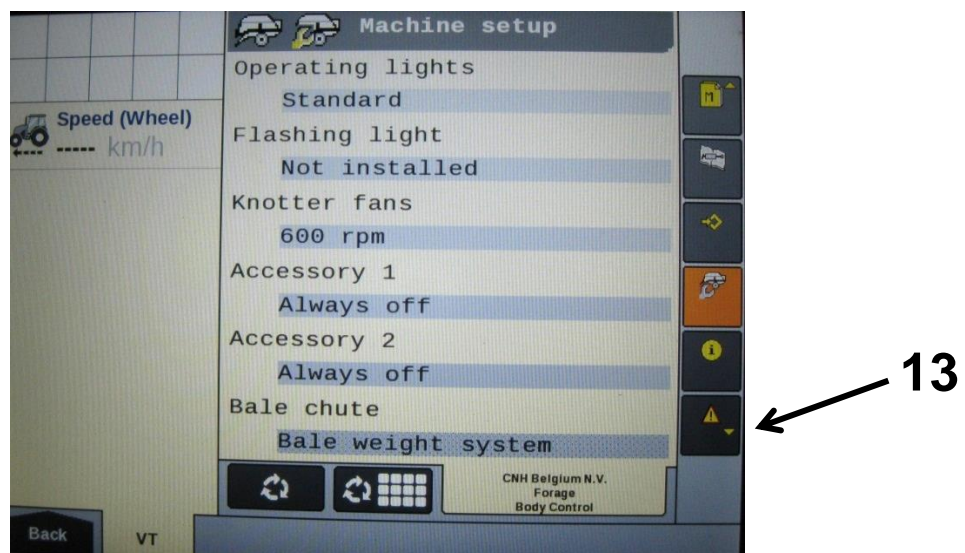 Machine setup
Operating lights
Standard
Speed (Wheel)
----- km/h
Flashing light
Not installed
Knotter fans
600 rpm
Accessory 1
Always off
Accessory 2
Always off
Bale chute
Bale weight system
M
i
13
CNH Belgium N.V.
Forage
Body Control
Back
VT